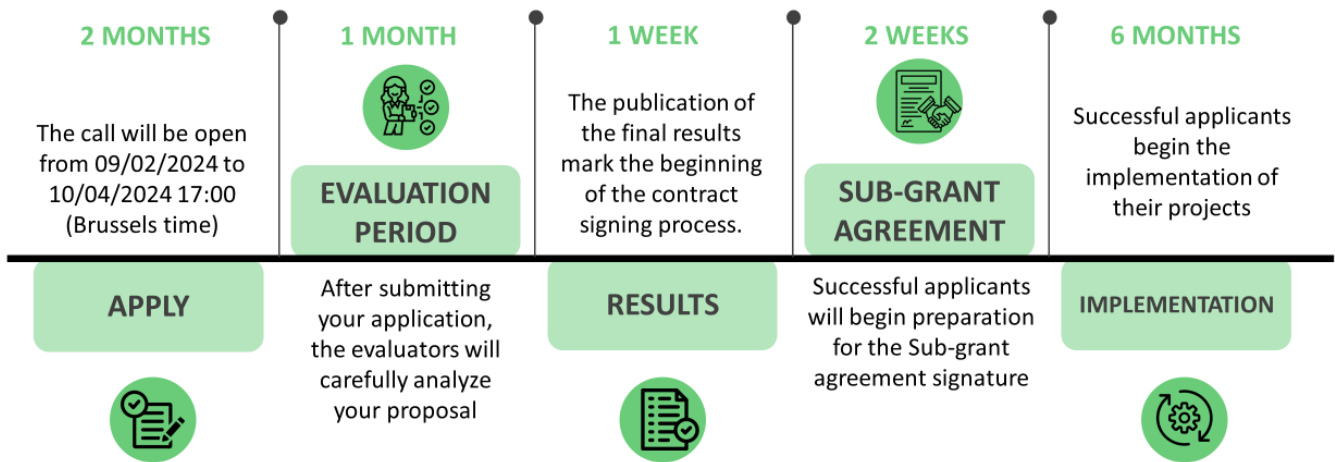 2 MONTHS
The call will be open
from 09/02/2024 to
10/04/2024 17:00
(Brussels time)
APPLY
1 MONTH
EVALUATION
PERIOD
After submitting
your application,
the evaluators will
carefully analyze
your proposal
1 WEEK
The publication of
the final results
mark the beginning
of the contract
signing process.
RESULTS
2 WEEKS
SUB-GRANT
AGREEMENT
Successful applicants
will begin preparation
for the Sub-grant
agreement signature
6 MONTHS
Successful applicants
begin the
implementation of
their projects
IMPLEMENTATION